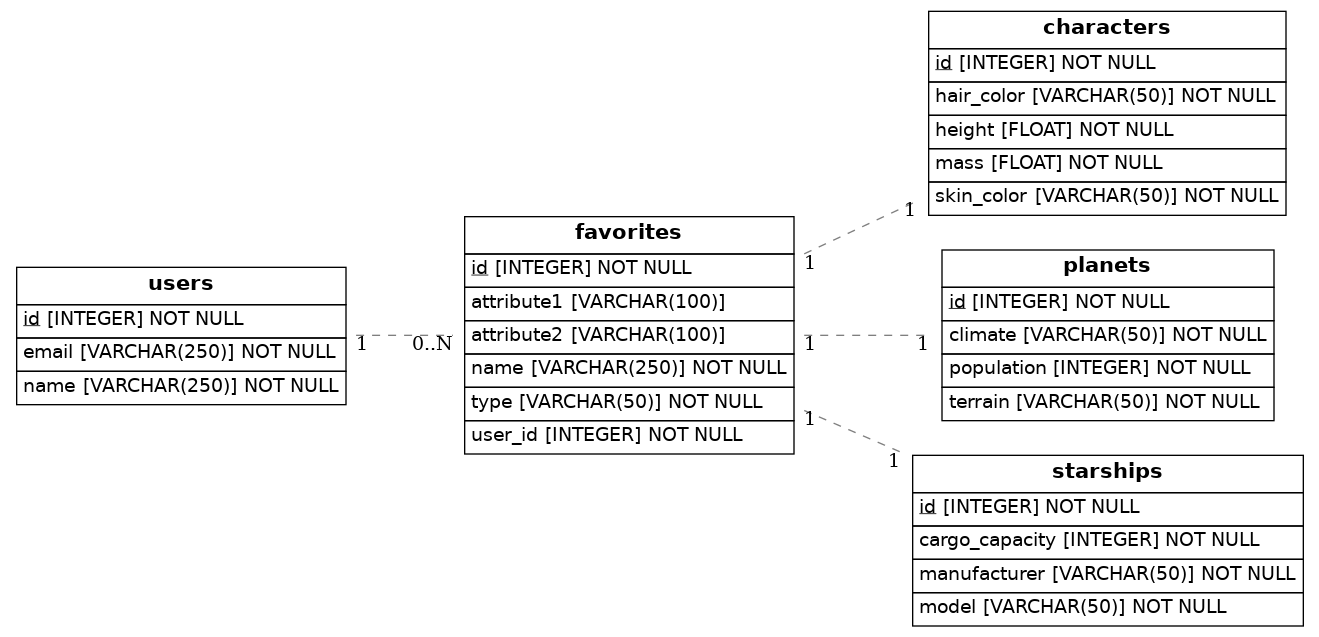 users
id [INTEGER] NOT NULL
email [VARCHAR(250)] NOT NULL
name [VARCHAR(250)] NOT NULL
1
0..N
favorites
id [INTEGER] NOT NULL
attribute1 [VARCHAR(100)]
attribute2 [VARCHAR(100)]
name [VARCHAR(250)] NOT NULL
type [VARCHAR(50)] NOT NULL
user_id [INTEGER] NOT NULL
1
1
characters
id [INTEGER] NOT NULL
hair_color [VARCHAR(50)] NOT NULL
height [FLOAT] NOT NULL
mass [FLOAT] NOT NULL
skin_color [VARCHAR(50)] NOT NULL
1
1
planets
id [INTEGER] NOT NULL
climate [VARCHAR(50)] NOT NULL
population [INTEGER] NOT NULL
terrain [VARCHAR(50)] NOT NULL
1
1
starships
id [INTEGER] NOT NULL
cargo_capacity [INTEGER] NOT NULL
manufacturer [VARCHAR(50)] NOT NULL
model [VARCHAR(50)] NOT NULL